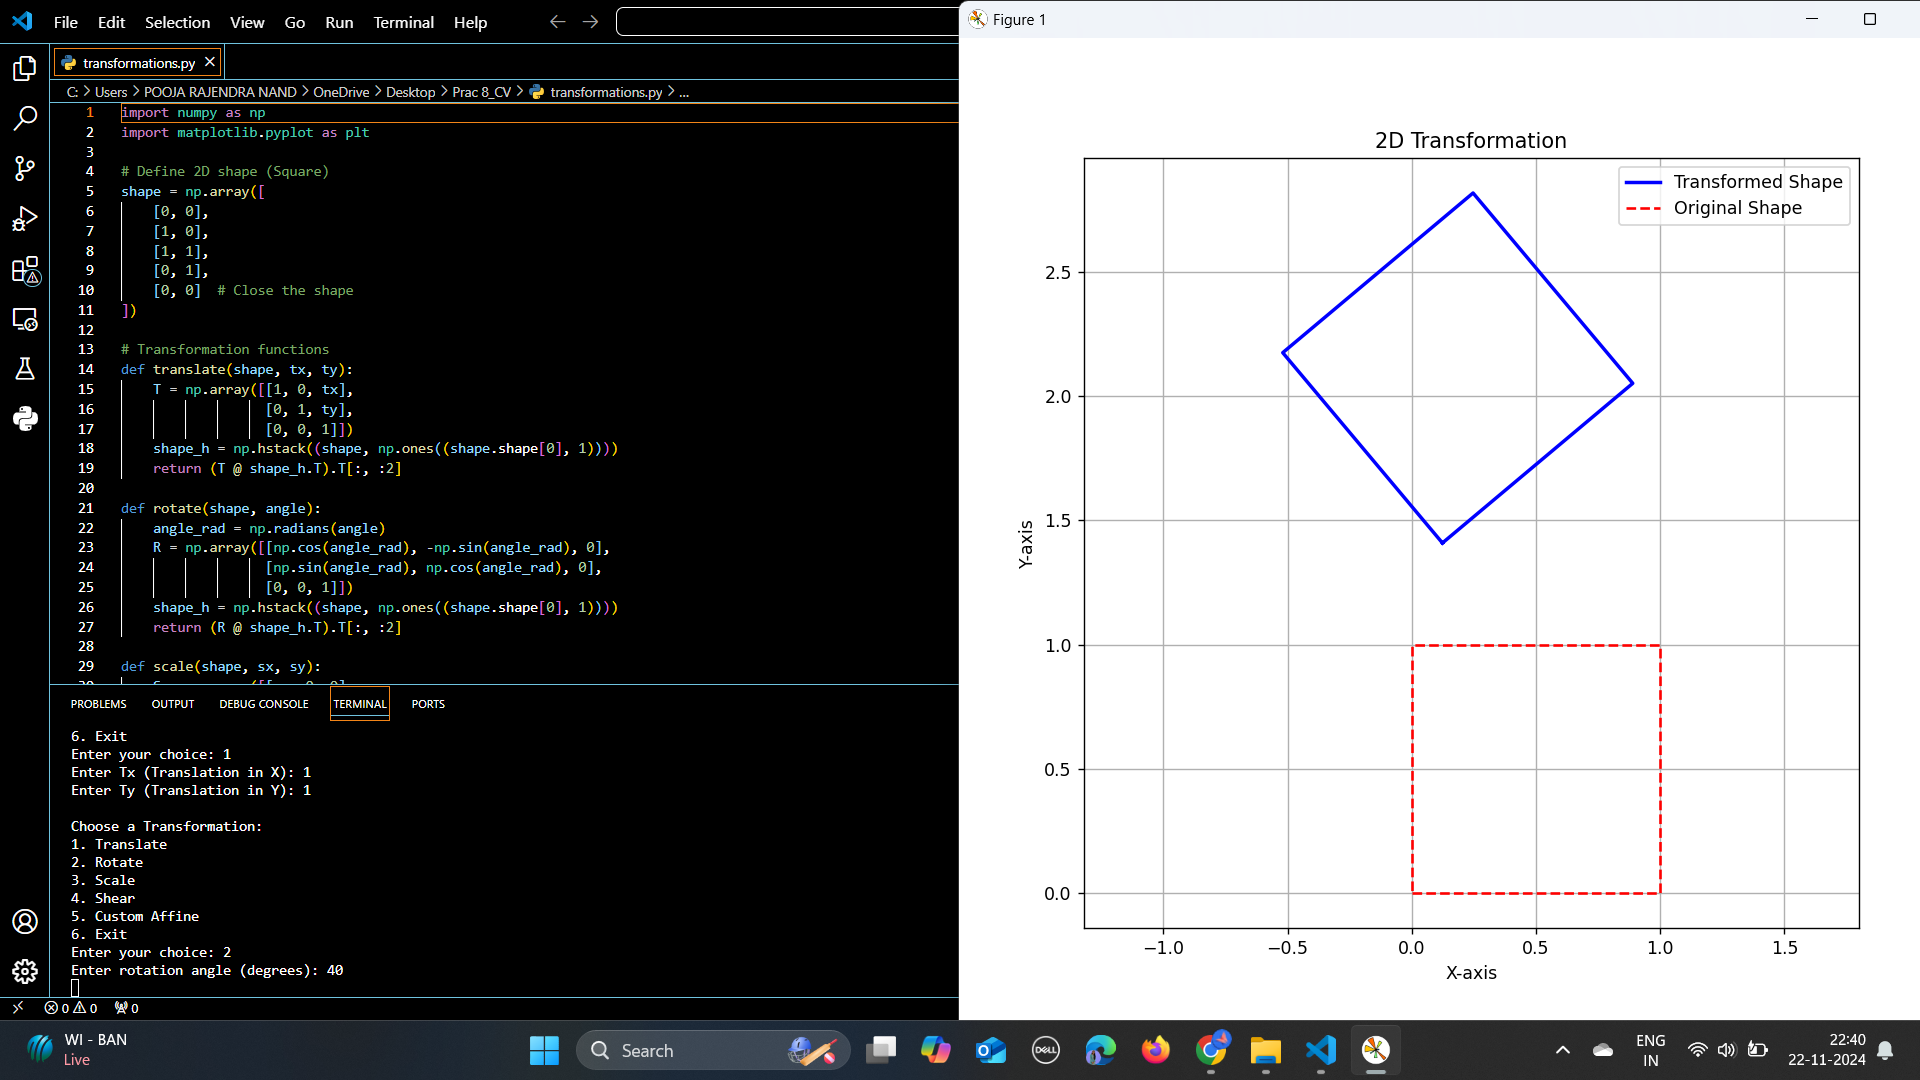 File Edit Selection View Go Run Terminal Help
Figure 1
transformations.py
C: > Users > POOJA RAJENDRA NAND > OneDrive > Desktop > Prac 8_CV > transformations.py > ...
1 import numpy as np
2 import matplotlib.pyplot as plt
3
4 # Define 2D shape (Square)
5 shape = np.array([
6 [0, 0],
7 [1, 0],
8 [1, 1],
9 [0, 1],
10 [0, 0]  # Close the shape
11 ])
12
13 # Transformation functions
14 def translate(shape, tx, ty):
15 T = np.array([[1, 0, tx],
16 [0, 1, ty],
17 [0, 0, 1]])
18 shape_h = np.hstack((shape, np.ones((shape.shape[0], 1))))
19 return (T @ shape_h.T).T[:, :2]
20
21 def rotate(shape, angle):
22 angle_rad = np.radians(angle)
23 R = np.array([[np.cos(angle_rad), -np.sin(angle_rad), 0],
24 [np.sin(angle_rad), np.cos(angle_rad), 0],
25 [0, 0, 1]])
26 shape_h = np.hstack((shape, np.ones((shape.shape[0], 1))))
27 return (R @ shape_h.T).T[:, :2]
28
29 def scale(shape, sx, sy):
PROBLEMS OUTPUT DEBUG CONSOLE TERMINAL PORTS
6. Exit
Enter your choice: 1
Enter Tx (Translation in X): 1
Enter Ty (Translation in Y): 1
Choose a Transformation:
1. Translate
2. Rotate
3. Scale
4. Shear
5. Custom Affine
6. Exit
Enter your choice: 2
Enter rotation angle (degrees): 40
0 0 0
2D Transformation
Transformed Shape
Original Shape
2.5
2.0
1.5
1.0
0.5
0.0
Y-axis
−1.0 −0.5 0.0 0.5 1.0 1.5
X-axis
WI - BAN
Live
Search
DELL
ENG
IN
22:40
22-11-2024